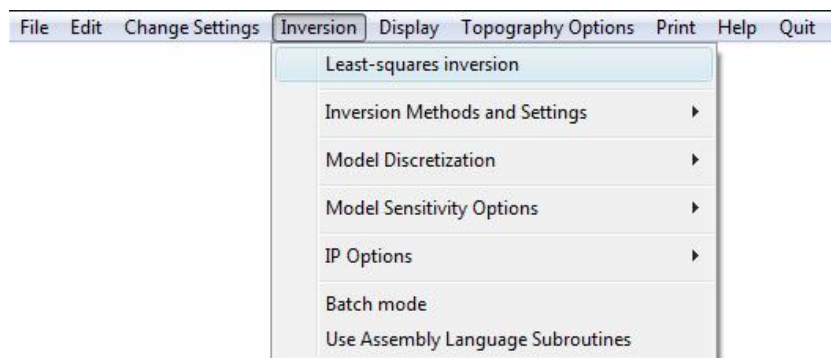 File Edit Change Settings Inversion Display Topography Options Print Help Quit
Least-squares inversion
Inversion Methods and Settings
Model Discretization
Model Sensitivity Options
IP Options
Batch mode
Use Assembly Language Subroutines